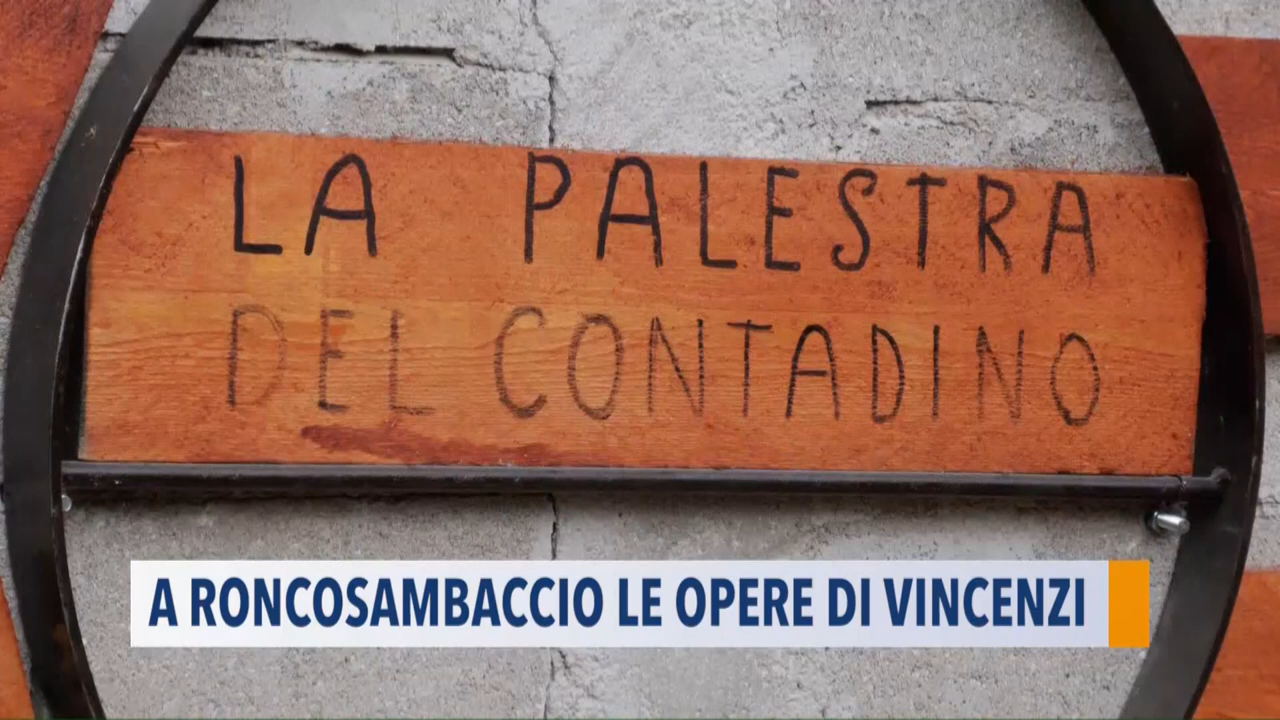 LA PALESTRA
DEL CONTADINO
A RONCOSAMBACCIO LE OPERE DI VINCENZI